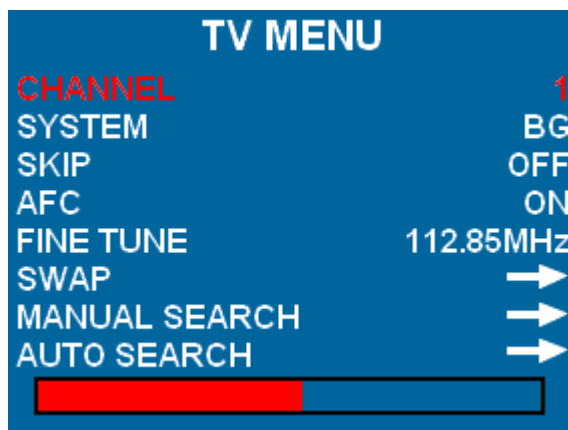 TV MENU
CHANNEL 1
SYSTEM BG
SKIP OFF
AFC ON
FINE TUNE 112.85MHz
SWAP
MANUAL SEARCH
AUTO SEARCH